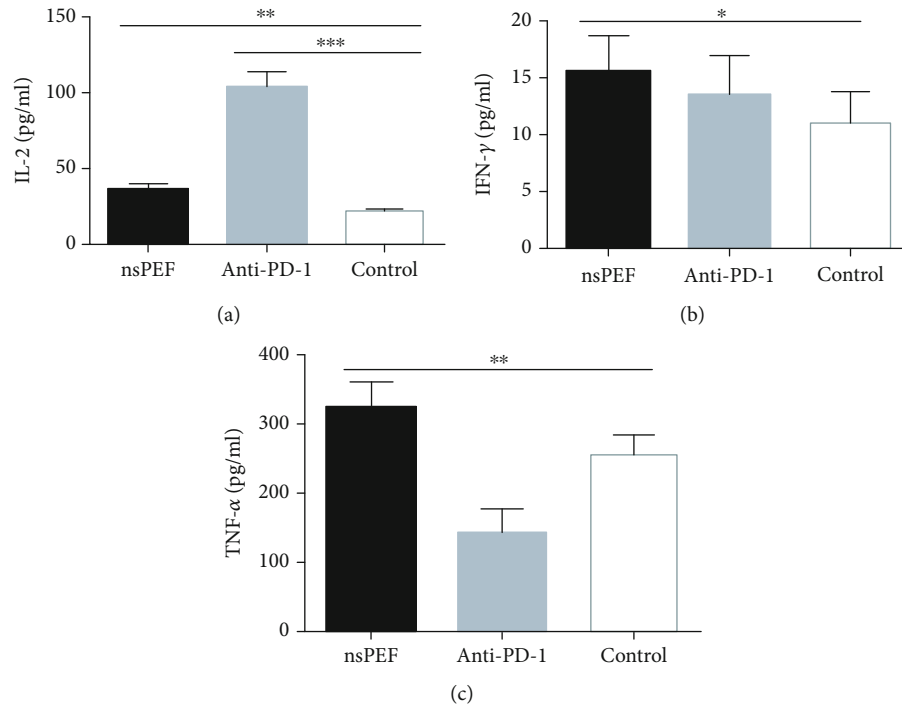 IL-2 (pg/ml)
150
100
50
0
**
***
nsPEF Anti-PD-1 Control
(a)
IFN-γ (pg/ml)
20
15
10
5
0
*
nsPEF Anti-PD-1 Control
(b)
TNF-α (pg/ml)
400
300
200
100
0
**
nsPEF Anti-PD-1 Control
(c)